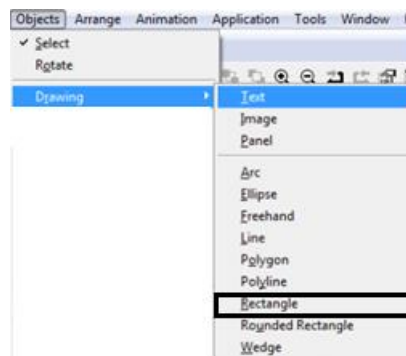 Objects Arrange Animation Application Tools Window
Select
Rotate
Drawing
Text
Image
Panel
Arc
Ellipse
Freehand
Line
Polygon
Polyline
Rectangle
Rounded Rectangle
Wedge